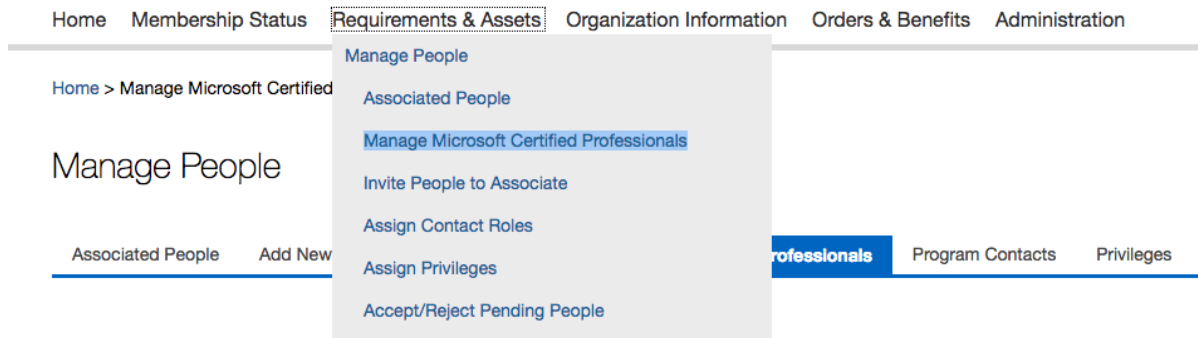 Home Membership Status Requirements & Assets Organization Information Orders & Benefits Administration
Manage People
Home > Manage Microsoft Certified
Associated People
Manage Microsoft Certified Professionals
Manage People
Invite People to Associate
Assign Contact Roles
Associated People Add New rofessionals Program Contacts Privileges
Assign Privileges
Accept/Reject Pending People